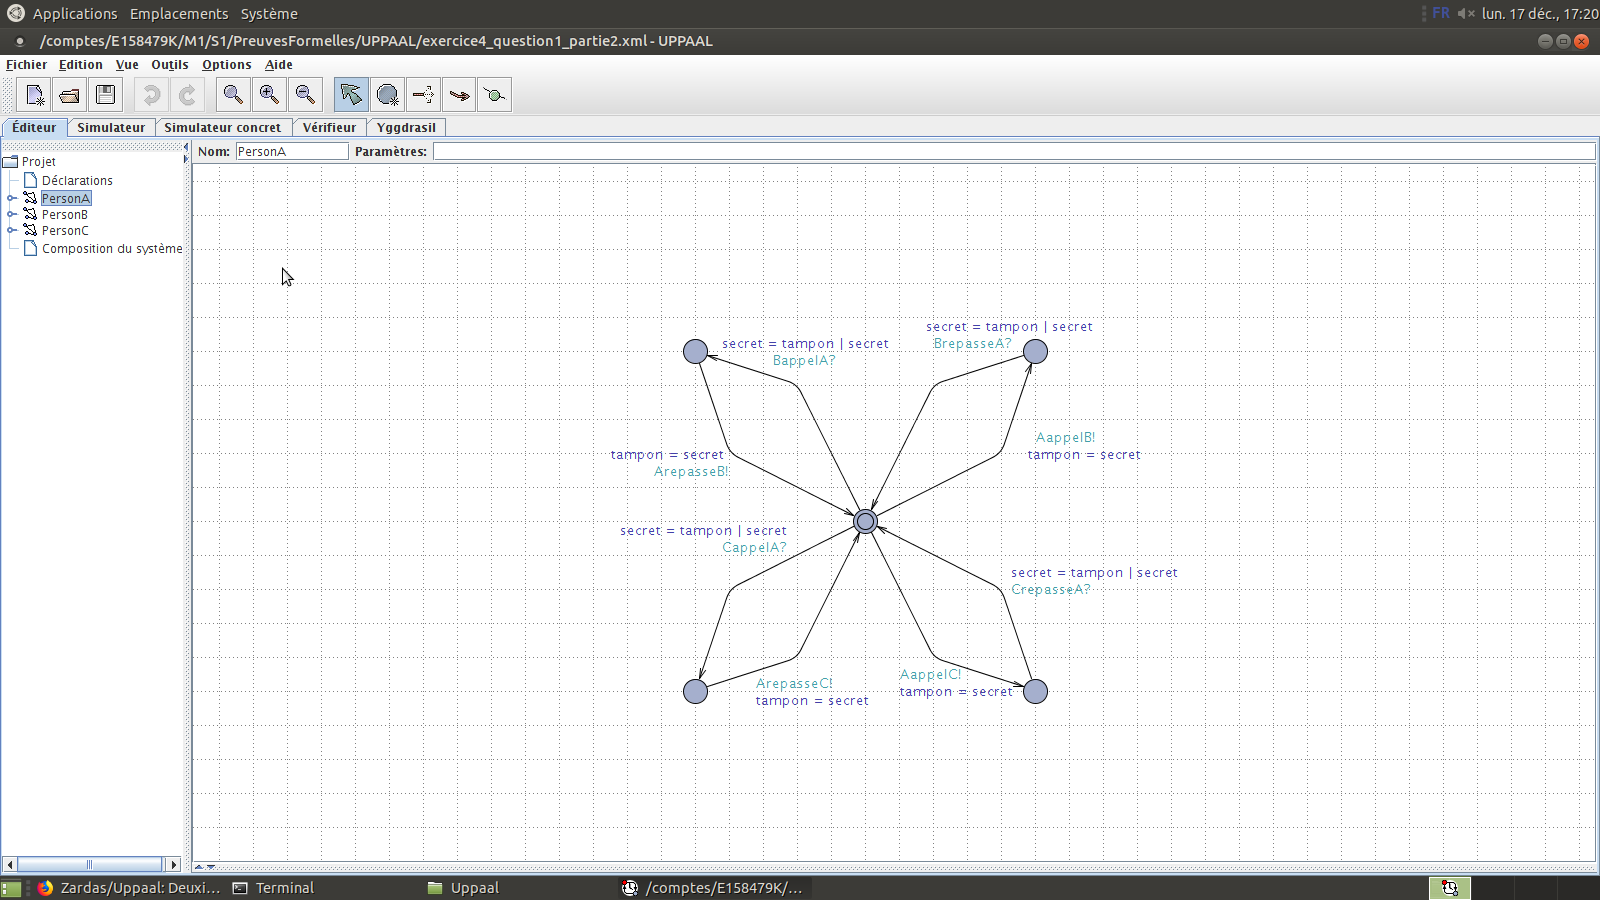 Applications Emplacements Système FR lun. 17 déc., 17:20
/comptes/E158479K/M1/S1/PreuvesFormelles/UPPAAL/exercice4_question1_partie2.xml - UPPAAL
Fichier Edition Vue Outils Options Aide
Éditeur Simulateur Simulateur concret Vérifieur Yggdrasil
Nom: PersonA Paramètres:
Projet
Déclarations
PersonA
PersonB
PersonC
Composition du système
secret = tampon | secret
BrepasseA?
secret = tampon | secret
BappelA?
AappelB!
tampon = secret
tampon = secret
ArepasseB!
secret = tampon | secret
CappelA?
secret = tampon | secret
CrepasseA?
ArepasseC!
tampon = secret
AappelC!
tampon = secret
Zardas/Uppaal: Deuxi... Terminal Uppaal /comptes/E158479K/...